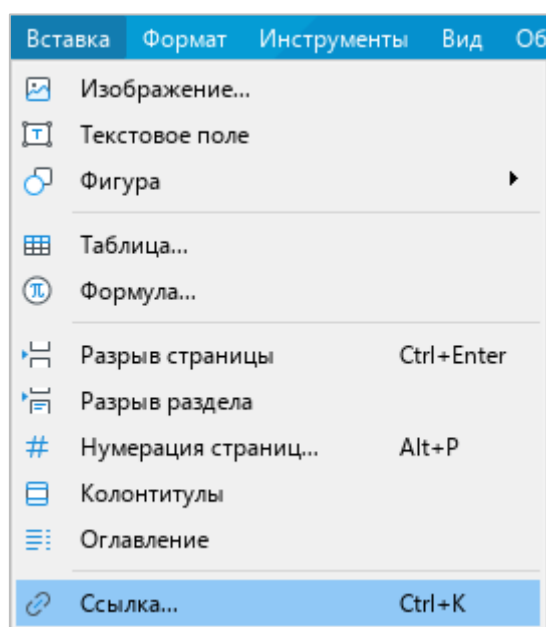 Вставка Формат Инструменты Вид Об
Изображение...
Текстовое поле
Фигура
Таблица...
Формула...
Разрыв страницы Ctrl+Enter
Разрыв раздела
Нумерация страниц... Alt+P
Колонтитулы
Оглавление
Ссылка... Ctrl+K